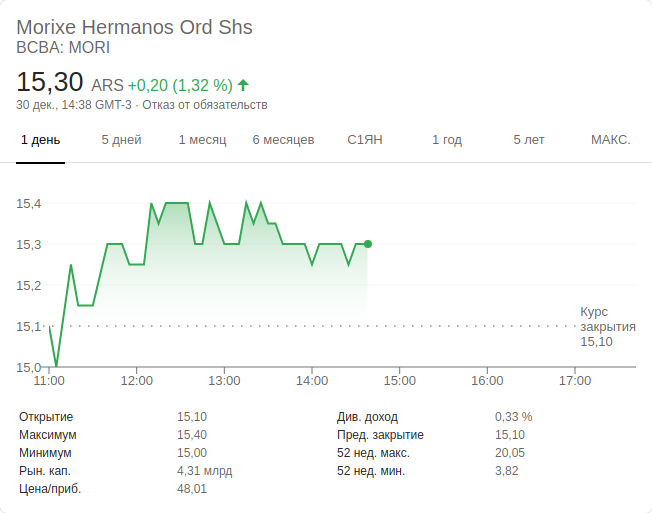 Morixe Hermanos Ord Shs
BCBA: MORI
15,30 ARS +0,20 (1,32 %) ↑
30 дек., 14:38 GMT-3 · Отказ от обязательств
1 день 5 дней 1 месяц 6 месяцев С1ЯН 1 год 5 лет МАКС.
15,4
15,3
15,2
15,1
15,0
Курс
закрытия
15,10
11:00 12:00 13:00 14:00 15:00 16:00 17:00
Открытие 15,10 Див. доход 0,33 %
Максимум 15,40 Пред. закрытие 15,10
Минимум 15,00 52 нед. макс. 20,05
Рын. кап. 4,31 млрд 52 нед. мин. 3,82
Цена/приб. 48,01